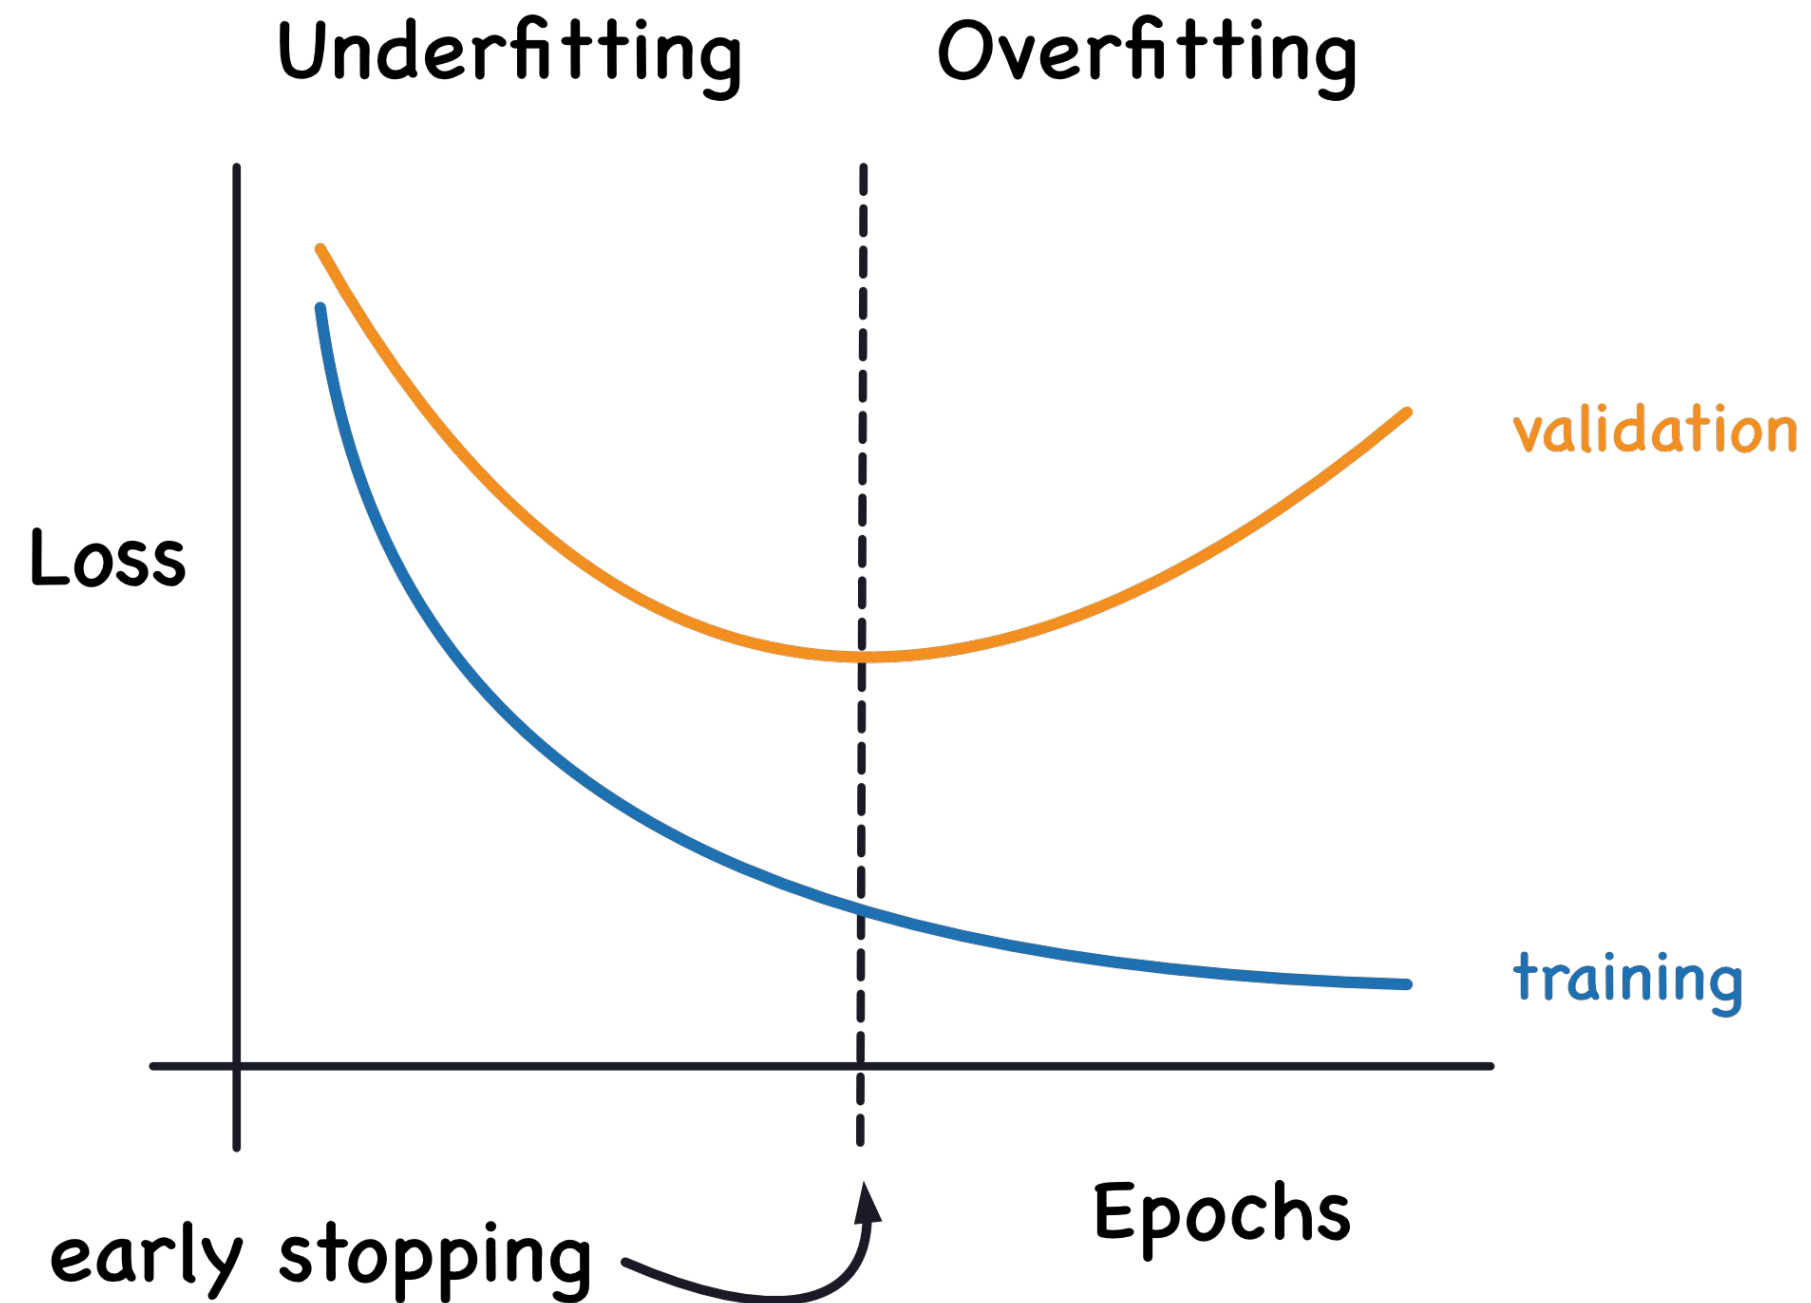 Underfitting
Overfitting
validation
Loss
training
Epochs
early stopping